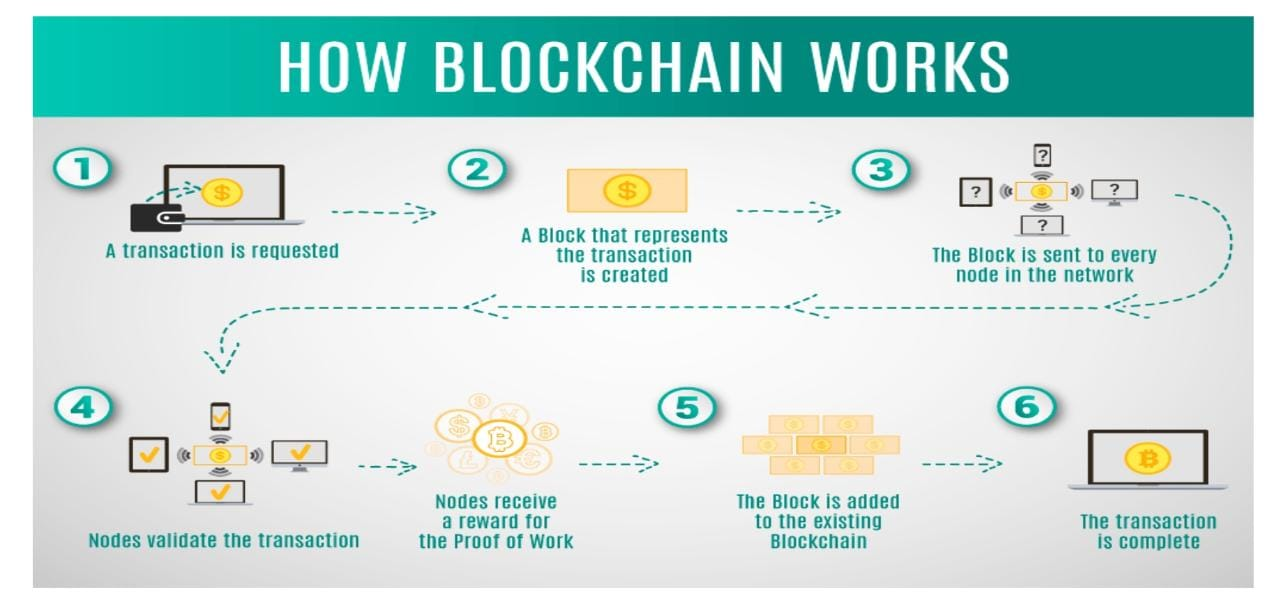 HOW BLOCKCHAIN WORKS
1
A transaction is requested
2
A Block that represents
the transaction
is created
3
The Block is sent to every
node in the network
4
Nodes validate the transaction
Nodes receive
a reward for
the Proof of Work
5
The Block is added
to the existing
Blockchain
6
The transaction
is complete